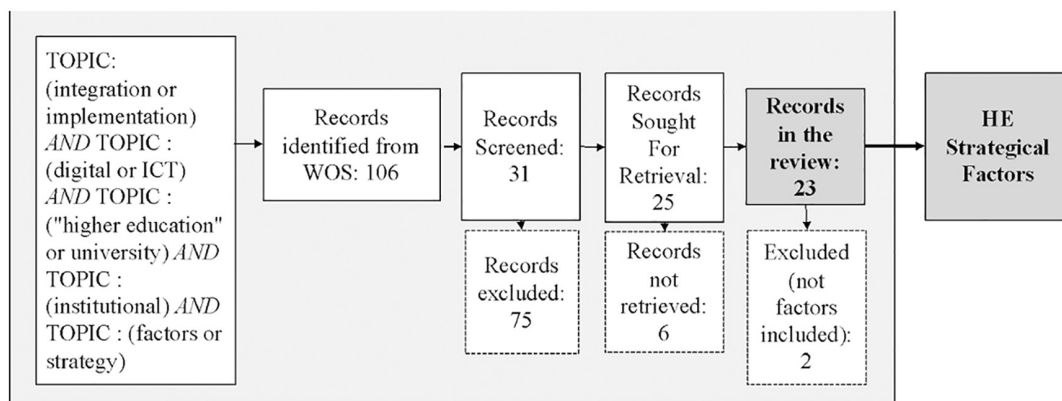 TOPIC:
(integration or
implementation)
AND TOPIC :
(digital or ICT)
AND TOPIC :
("higher education"
or university) AND
TOPIC :
(institutional) AND
TOPIC : (factors or
strategy)
Records
identified from
WOS: 106
Records
Screened:
31
Records
excluded:
75
Records
Sought
For
Retrieval:
25
Records
not
retrieved:
6
Records
in the
review:
23
Excluded
(not
factors
included):
2
HE
Strategical
Factors